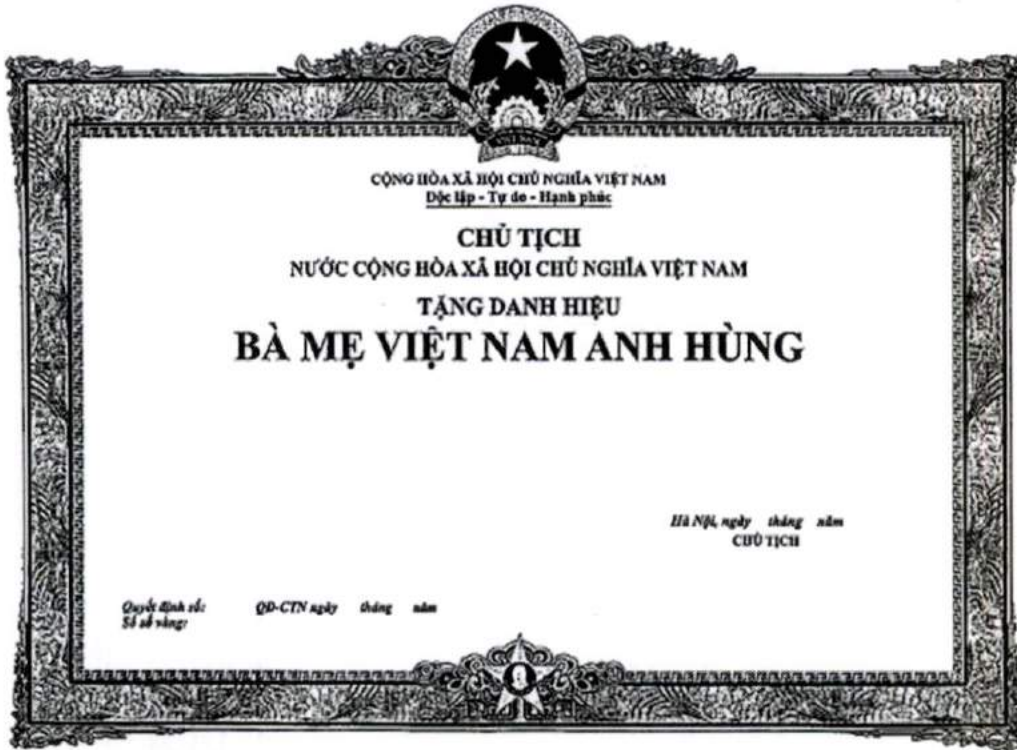 CỘNG HÒA XÃ HỘI CHỦ NGHĨA VIỆT NAM
Độc lập - Tự do - Hạnh phúc
CHỦ TỊCH
NƯỚC CỘNG HÒA XÃ HỘI CHỦ NGHĨA VIỆT NAM
TẶNG DANH HIỆU
BÀ MẸ VIỆT NAM ANH HÙNG
Hà Nội, ngày tháng năm
CHỦ TỊCH
Quyết định số: QĐ-CTN ngày tháng năm
Số sổ vàng: